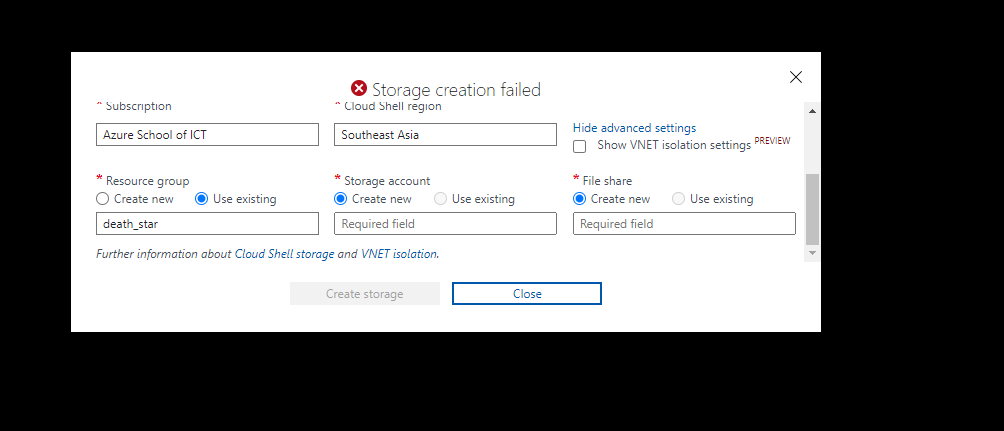 Storage creation failed
* Subscription
* Cloud Shell region
Azure School of ICT
Southeast Asia
Hide advanced settings
Show VNET isolation settings PREVIEW
* Resource group
Create new Use existing
death_star
* Storage account
Create new Use existing
Required field
* File share
Create new Use existing
Required field
Further information about Cloud Shell storage and VNET isolation.
Create storage
Close